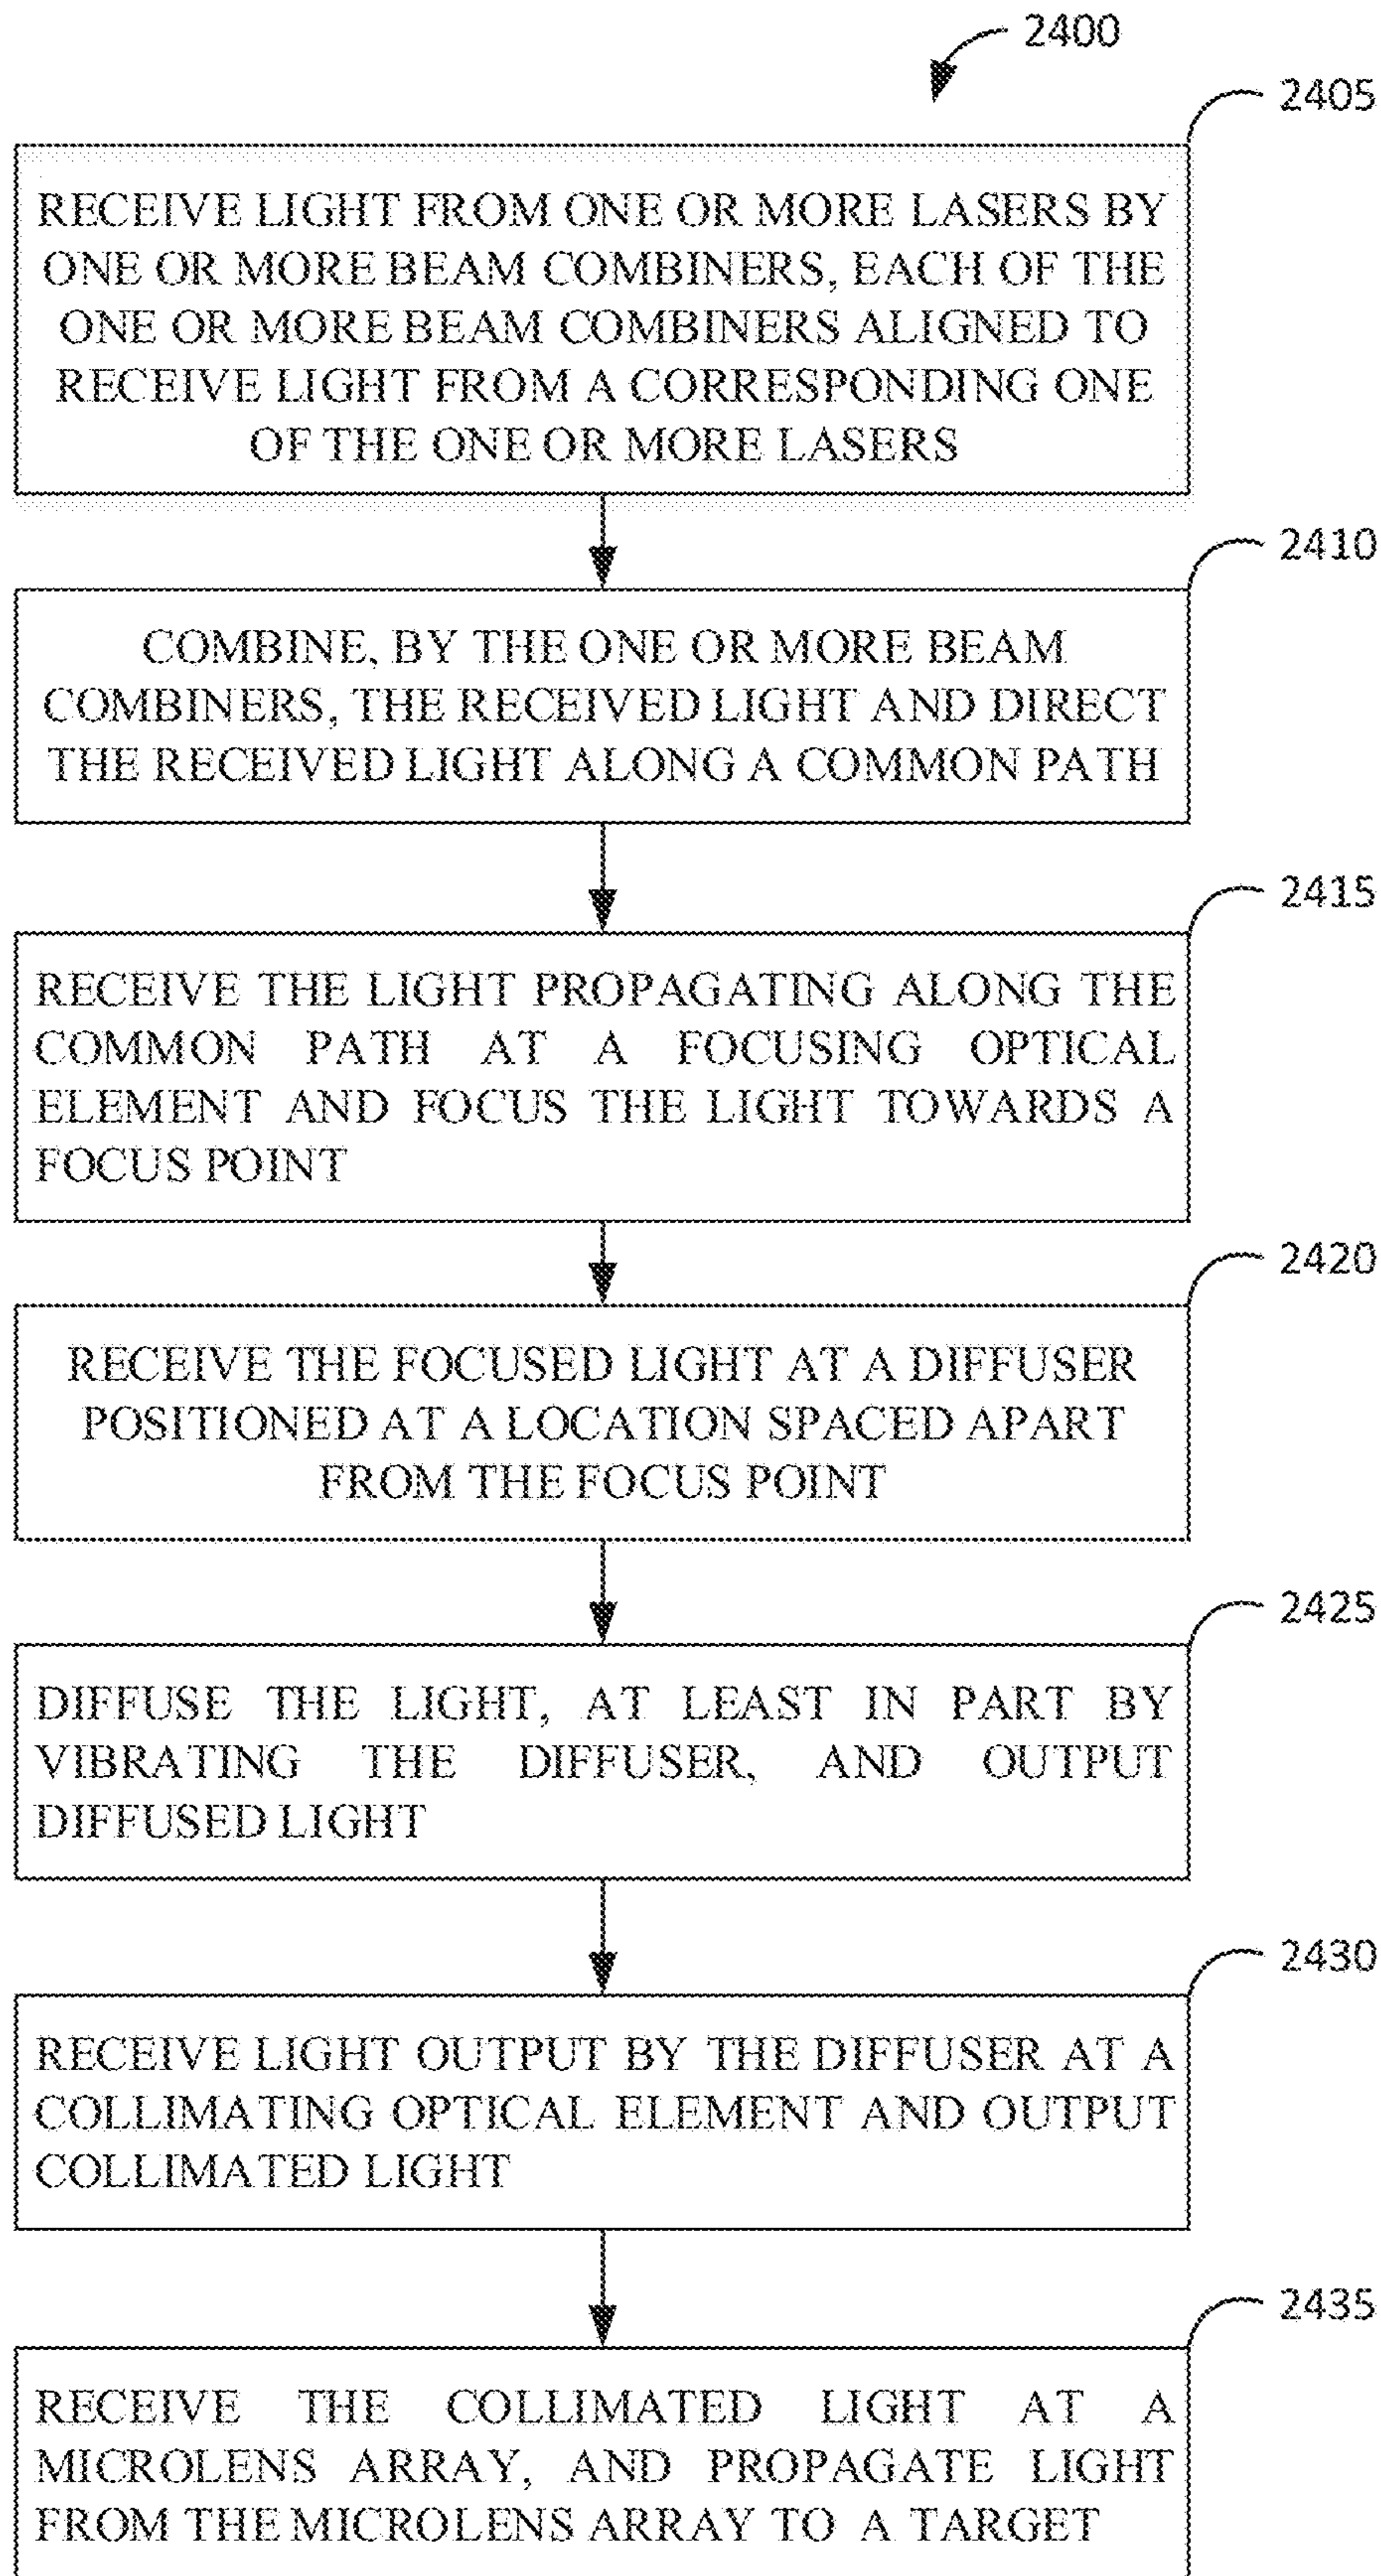 2400
2405
RECEIVE LIGHT FROM ONE OR MORE LASERS BY
ONE OR MORE BEAM COMBINERS, EACH OF THE
ONE OR MORE BEAM COMBINERS ALIGNED TO
RECEIVE LIGHT FROM A CORRESPONDING ONE
OF THE ONE OR MORE LASERS
2410
COMBINE, BY THE ONE OR MORE BEAM
COMBINERS, THE RECEIVED LIGHT AND DIRECT
THE RECEIVED LIGHT ALONG A COMMON PATH
2415
RECEIVE THE LIGHT PROPAGATING ALONG THE
COMMON PATH AT A FOCUSING OPTICAL
ELEMENT AND FOCUS THE LIGHT TOWARDS A
FOCUS POINT
2420
RECEIVE THE FOCUSED LIGHT AT A DIFFUSER
POSITIONED AT A LOCATION SPACED APART
FROM THE FOCUS POINT
2425
DIFFUSE THE LIGHT, AT LEAST IN PART BY
VIBRATING THE DIFFUSER, AND OUTPUT
DIFFUSED LIGHT
2430
RECEIVE LIGHT OUTPUT BY THE DIFFUSER AT A
COLLIMATING OPTICAL ELEMENT AND OUTPUT
COLLIMATED LIGHT
2435
RECEIVE THE COLLIMATED LIGHT AT A
MICROLENS ARRAY, AND PROPAGATE LIGHT
FROM THE MICROLENS ARRAY TO A TARGET